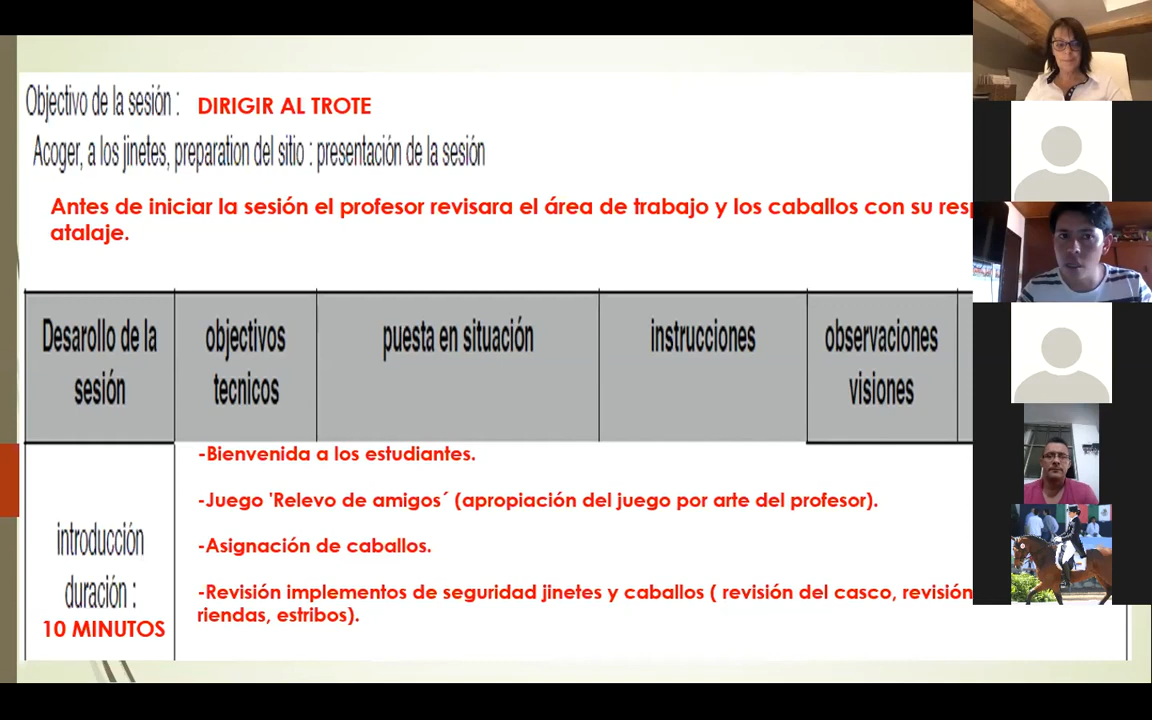 Objectivo de la sesión : DIRIGIR AL TROTE
Acoger, a los jinetes, preparation del sitio : presentación de la sesión
Antes de iniciar la sesión el profesor revisara el área de trabajo y los caballos con su
atalaje.
Desarollo de la sesión
objectivos tecnicos
puesta en situación
instrucciones
observaciones visiones
introducción
duración :
10 MINUTOS
-Bienvenida a los estudiantes.
-Juego 'Relevo de amigos´ (apropiación del juego por arte del profesor).
-Asignación de caballos.
-Revisión implementos de seguridad jinetes y caballos ( revisión del casco, revisión
riendas, estribos).